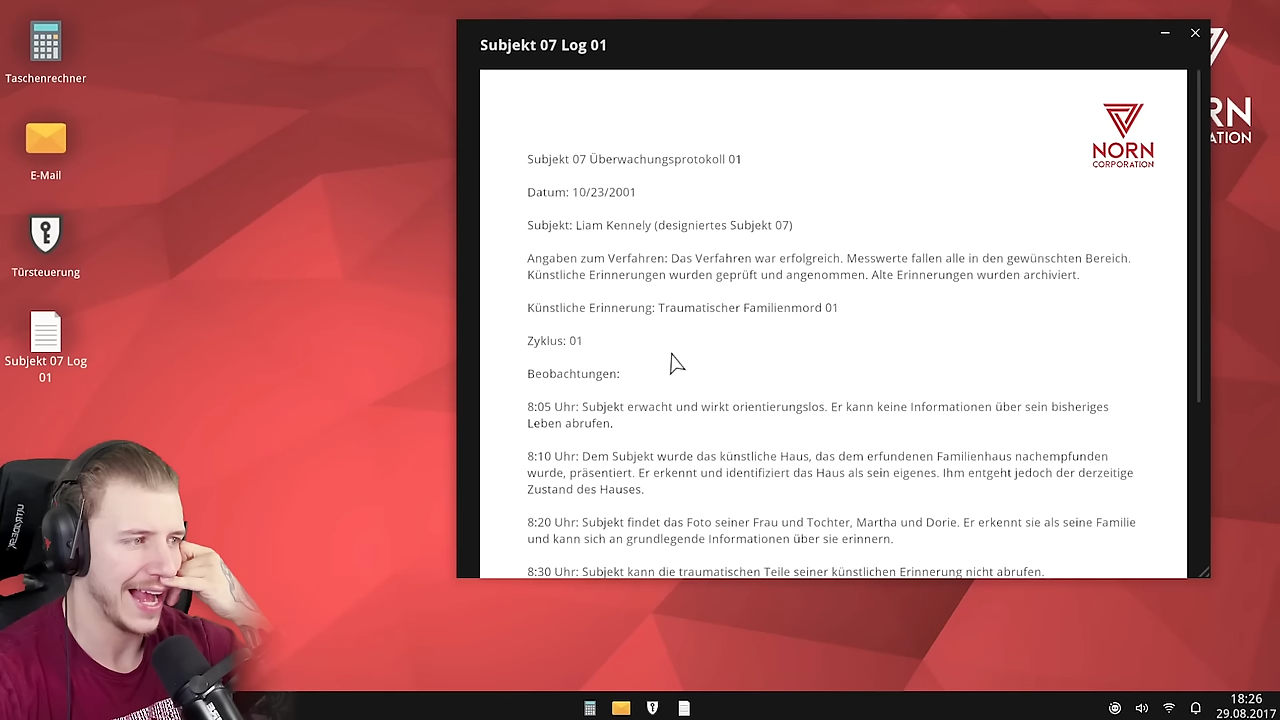 Taschenrechner
E-Mail
Türsteuerung
Subjekt 07 Log
01
Subjekt 07 Log 01
NORN
CORPORATION
RN
ATION
Subjekt 07 Überwachungsprotokoll 01
Datum: 10/23/2001
Subjekt: Liam Kennely (designiertes Subjekt 07)
Angaben zum Verfahren: Das Verfahren war erfolgreich. Messwerte fallen alle in den gewünschten Bereich.
Künstliche Erinnerungen wurden geprüft und angenommen. Alte Erinnerungen wurden archiviert.
Künstliche Erinnerung: Traumatischer Familienmord 01
Zyklus: 01
Beobachtungen:
8:05 Uhr: Subjekt erwacht und wirkt orientierungslos. Er kann keine Informationen über sein bisheriges
Leben abrufen.
8:10 Uhr: Dem Subjekt wurde das künstliche Haus, das dem erfundenen Familienhaus nachempfunden
wurde, präsentiert. Er erkennt und identifiziert das Haus als sein eigenes. Ihm entgeht jedoch der derzeitige
Zustand des Hauses.
8:20 Uhr: Subjekt findet das Foto seiner Frau und Tochter, Martha und Dorie. Er erkennt sie als seine Familie
und kann sich an grundlegende Informationen über sie erinnern.
8:30 Uhr: Subjekt kann die traumatischen Teile seiner künstlichen Erinnerung nicht abrufen.
18:26
29.08.2017